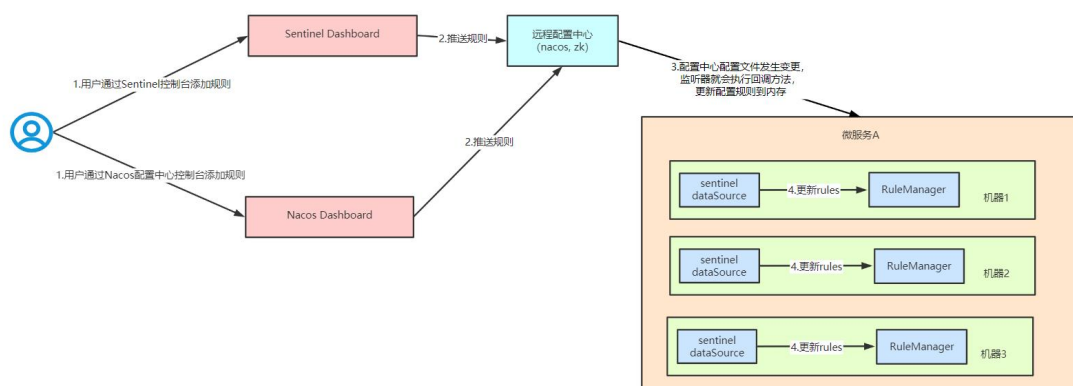 Sentinel Dashboard
2.推送规则
远程配置中心
(nacos, zk)
1.用户通过Sentinel控制台添加规则
3.配置中心配置文件发生变更，
监听器就会执行回调方法，
更新配置规则到内存
2.推送规则
1.用户通过Nacos配置中心控制台添加规则
Nacos Dashboard
微服务A
sentinel
dataSource
4.更新rules
RuleManager
机器1
sentinel
dataSource
4.更新rules
RuleManager
机器2
sentinel
dataSource
4.更新rules
RuleManager
机器3